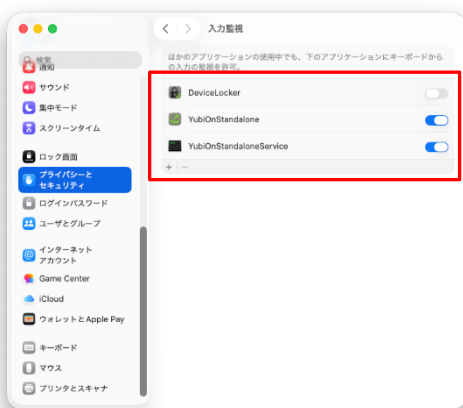 入力監視
検索
通知
サウンド
集中モード
スクリーンタイム
ロック画面
プライバシーと
セキュリティ
ログインパスワード
ユーザとグループ
インターネット
アカウント
Game Center
iCloud
ウォレットとApple Pay
キーボード
マウス
プリンタとスキャナ
ほかのアプリケーションの使用中でも、下のアプリケーションにキーボードから
の入力の監視を許可。
DeviceLocker
YubiOnStandalone
YubiOnStandaloneService